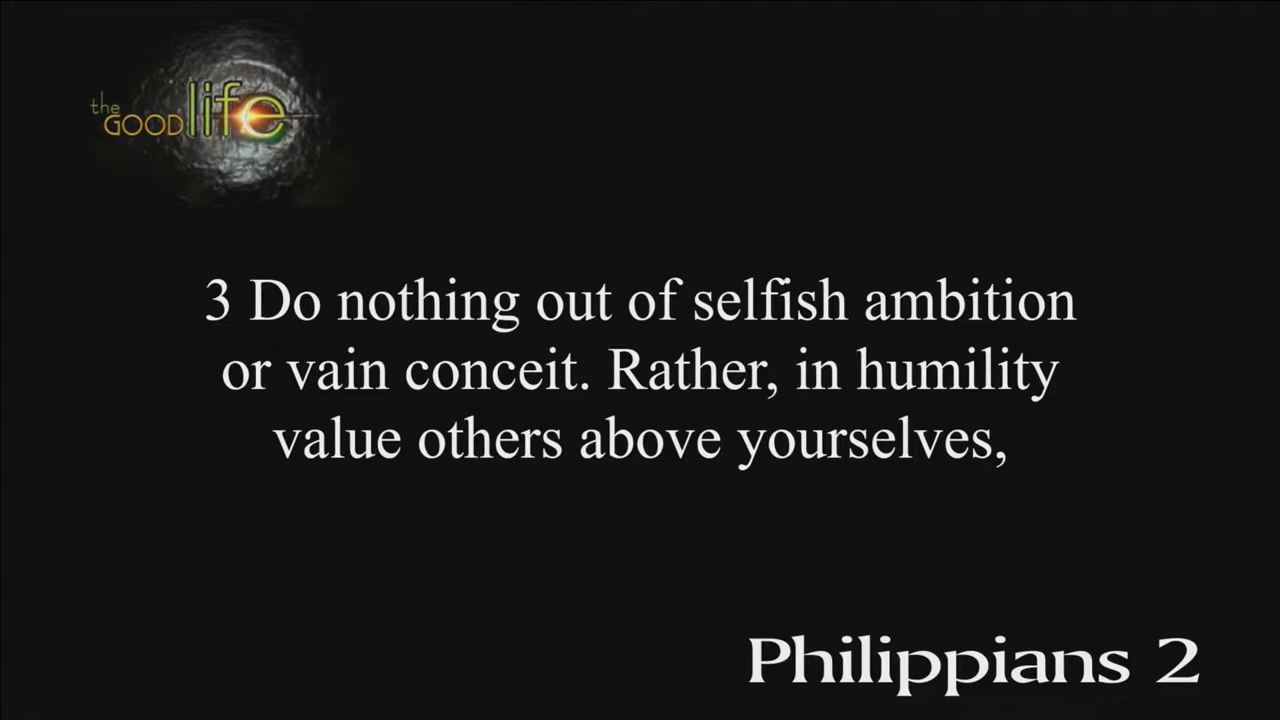 the
GOOD life
3 Do nothing out of selfish ambition
or vain conceit. Rather, in humility
value others above yourselves,
Philippians 2